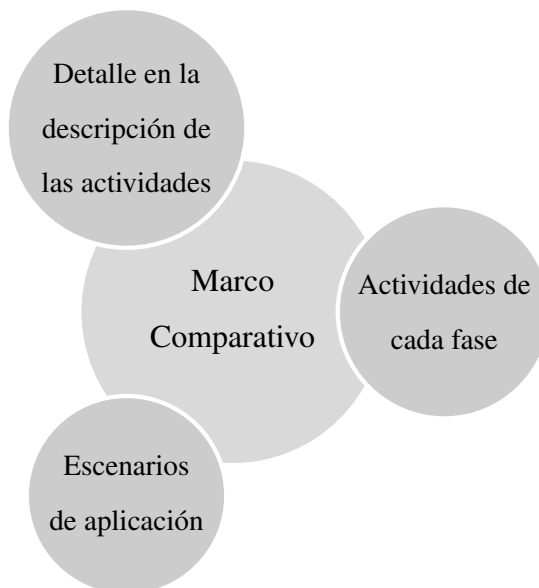 Detalle en la
descripción de
las actividades
Marco
Comparativo
Actividades de
cada fase
Escenarios
de aplicación